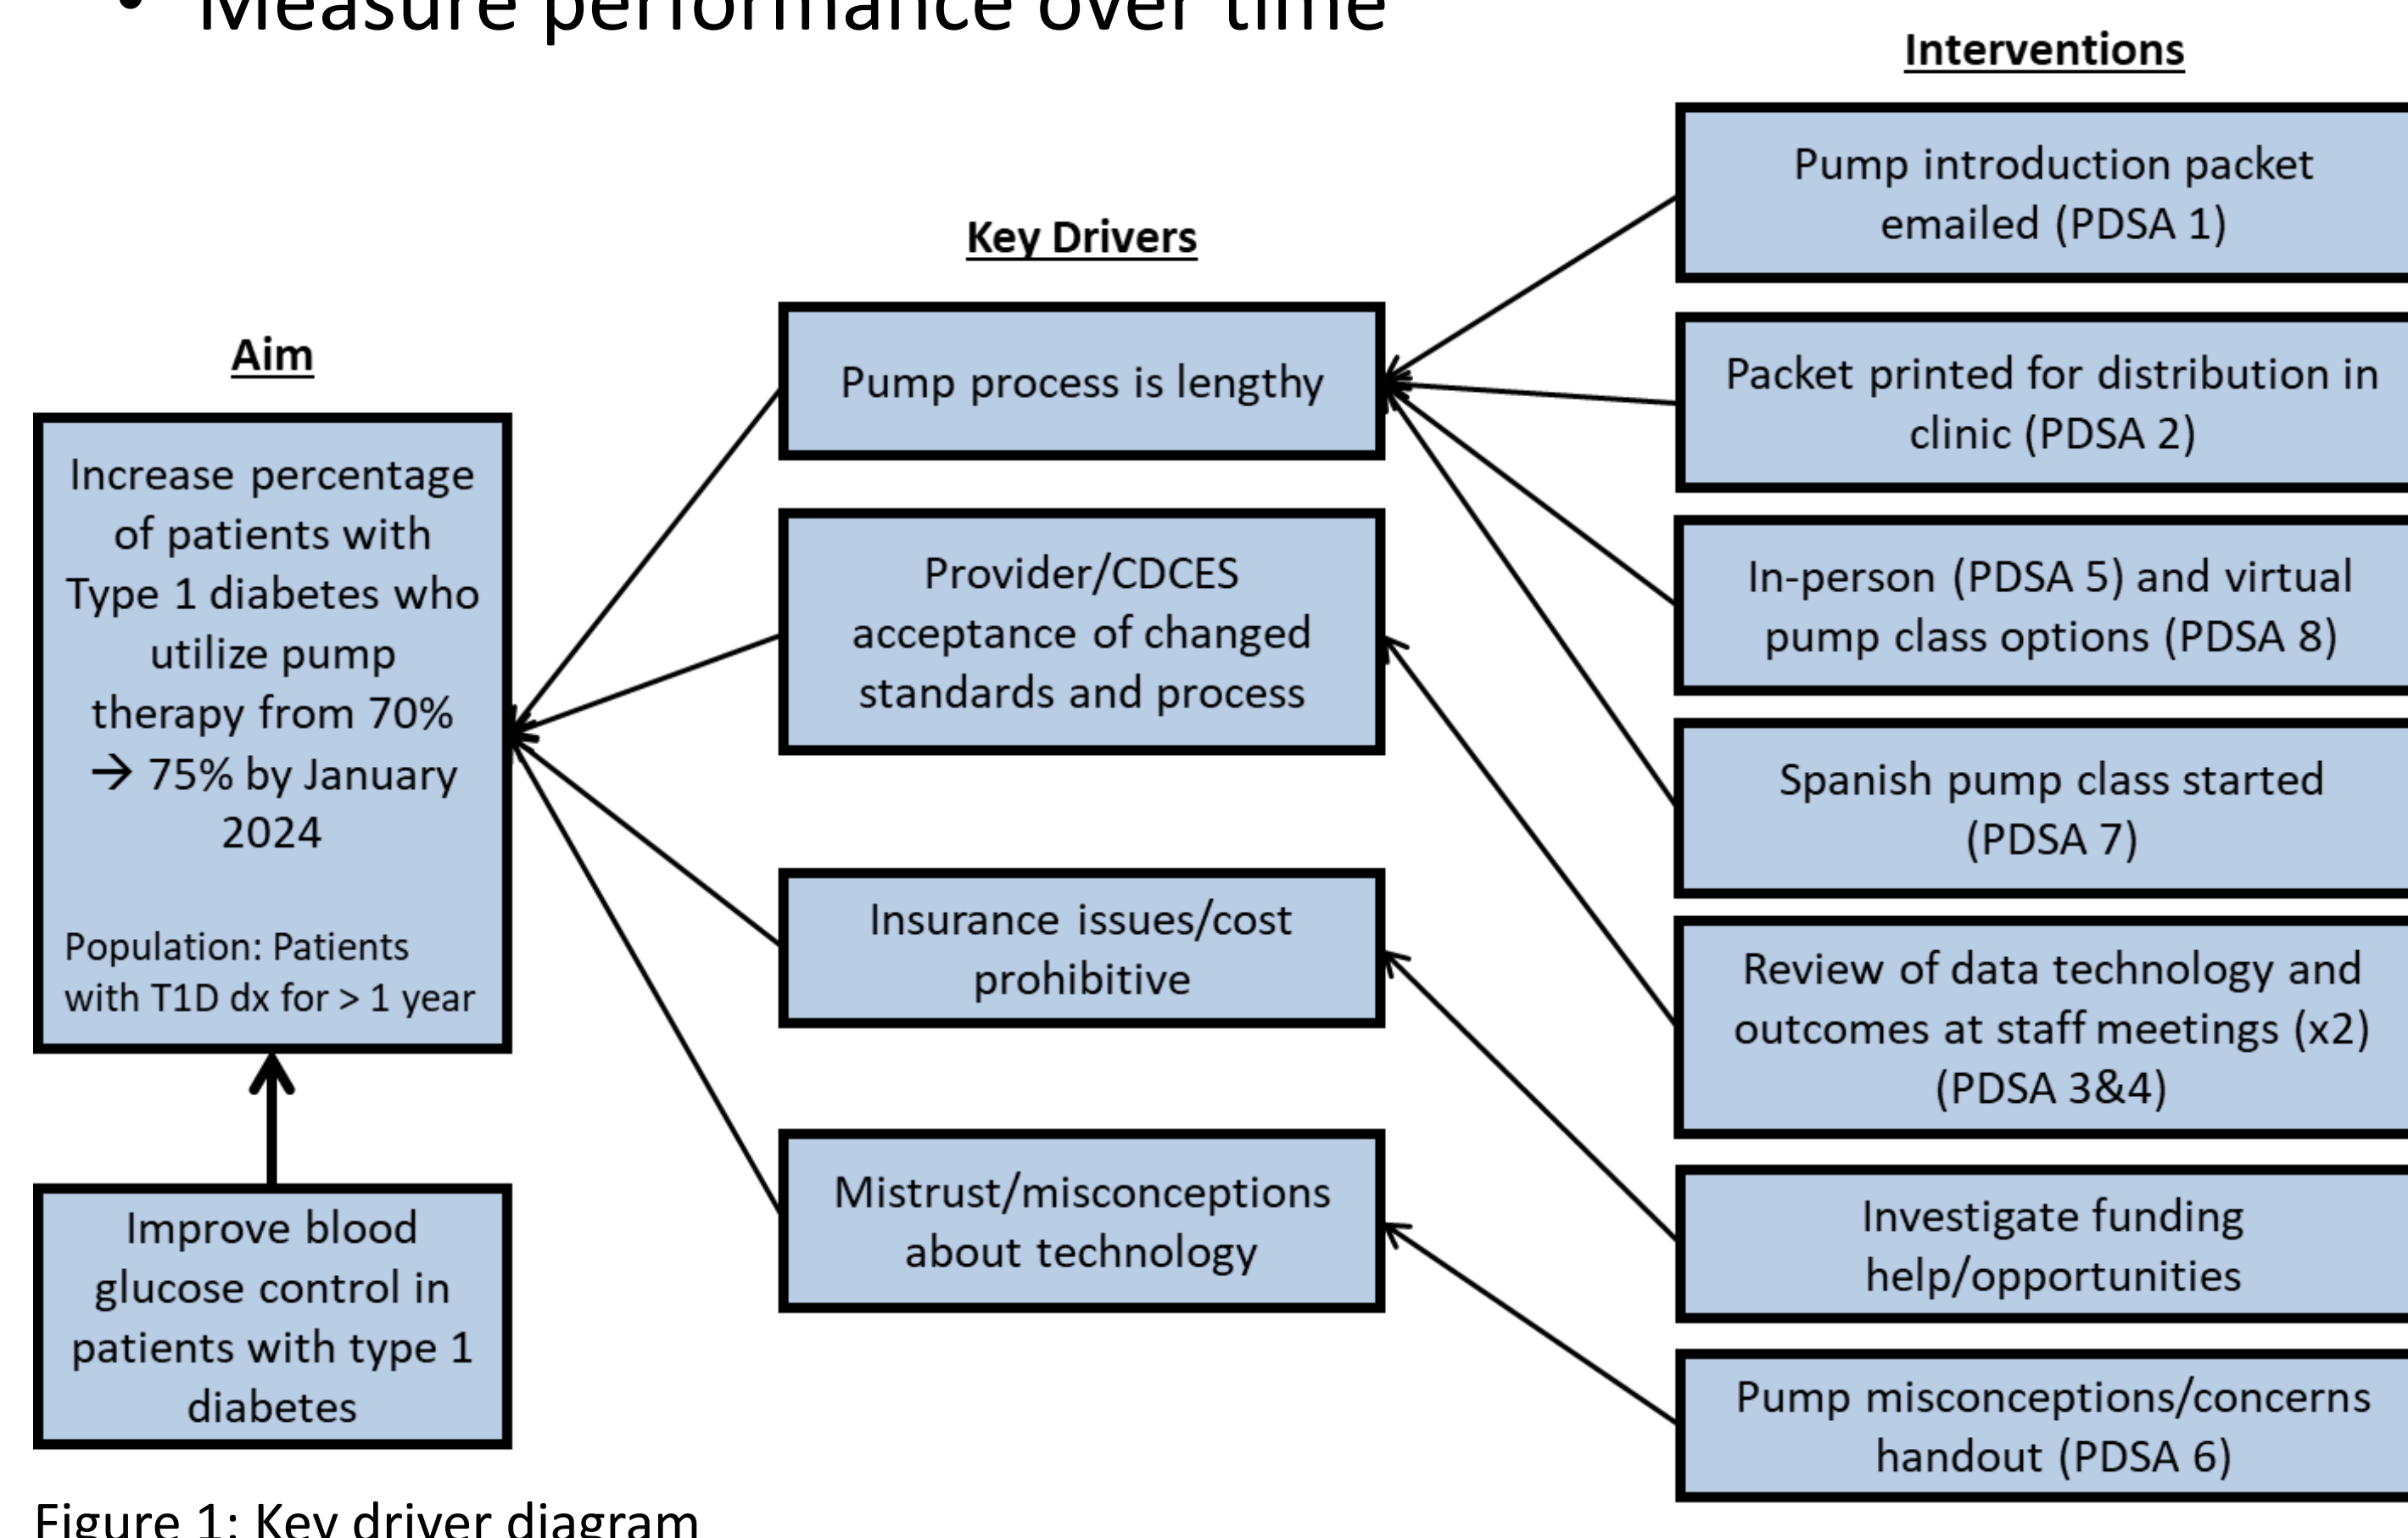 • Measure performance over time
Interventions
Key Drivers
Aim
Increase percentage
of patients with
Type 1 diabetes who
utilize pump
therapy from 70%
→ 75% by January
2024
Population: Patients
with T1D dx for > 1 year
Improve blood
glucose control in
patients with type 1
diabetes
Pump process is lengthy
Provider/CDCES
acceptance of changed
standards and process
Insurance issues/cost
prohibitive
Mistrust/misconceptions
about technology
Pump introduction packet
emailed (PDSA 1)
Packet printed for distribution in
clinic (PDSA 2)
In-person (PDSA 5) and virtual
pump class options (PDSA 8)
Spanish pump class started
(PDSA 7)
Review of data technology and
outcomes at staff meetings (x2)
(PDSA 3&4)
Investigate funding
help/opportunities
Pump misconceptions/concerns
handout (PDSA 6)
Figure 1: Key driver diagram